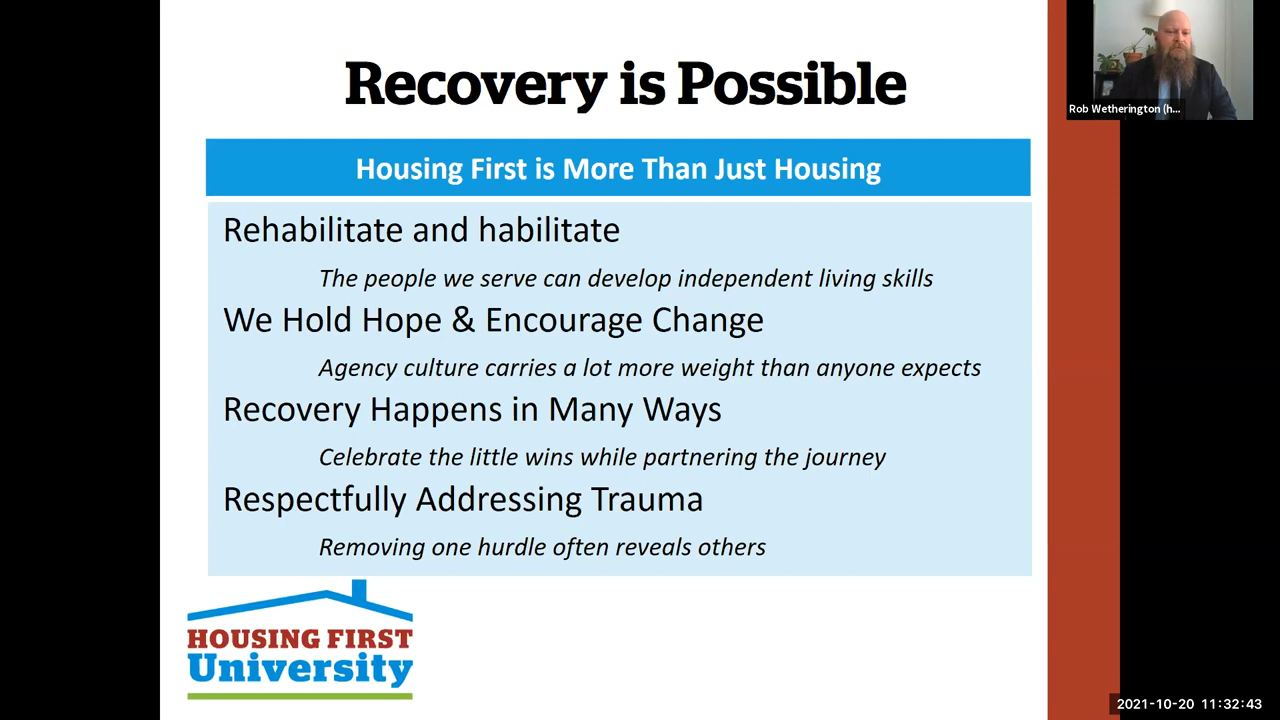 Recovery is Possible
Housing First is More Than Just Housing
Rehabilitate and habilitate
The people we serve can develop independent living skills
We Hold Hope & Encourage Change
Agency culture carries a lot more weight than anyone expects
Recovery Happens in Many Ways
Celebrate the little wins while partnering the journey
Respectfully Addressing Trauma
Removing one hurdle often reveals others
HOUSING FIRST
University
Rob Wetherington (h...
2021-10-20 11:32:43